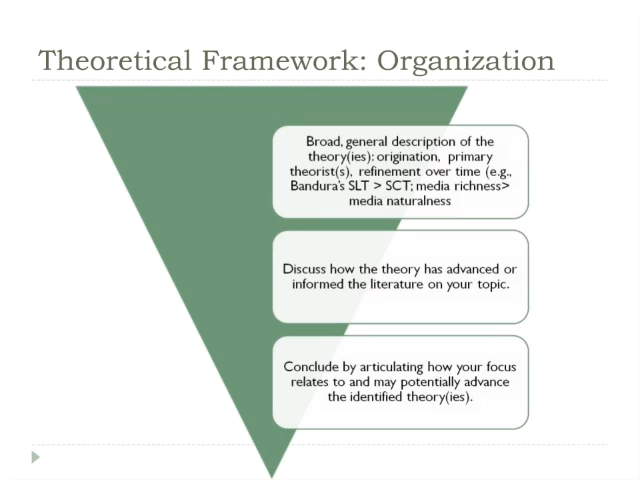 Theoretical Framework: Organization
Broad, general description of the
theory(ies): origination, primary
theorist(s), refinement over time (e.g.,
Bandura's SLT > SCT; media richness>
media naturalness
Discuss how the theory has advanced or
informed the literature on your topic.
Conclude by articulating how your focus
relates to and may potentially advance
the identified theory(ies).